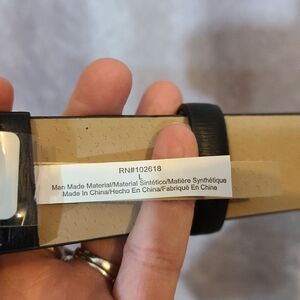 RN#102618
L
Man Made Material/Material Sintético/Matière Synthétique
Made In China/Hecho En China/Fabriqué En Chine